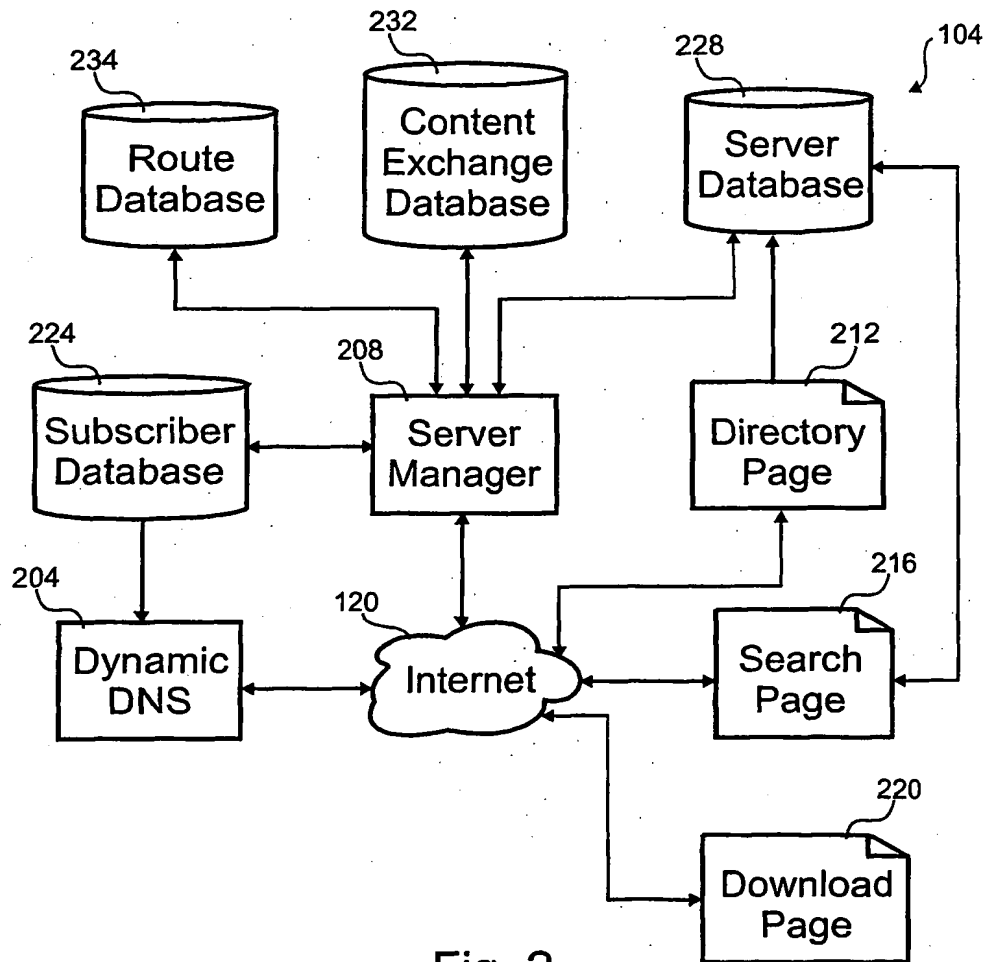 232
104
234
228
Content
Exchange
Database
Server
Database
Route
Database
224
208
212
Subscriber
Database
Server
Manager
Directory
Page
204
120
216
Dynamic
DNS
Internet
Search
Page
220
Download
Page